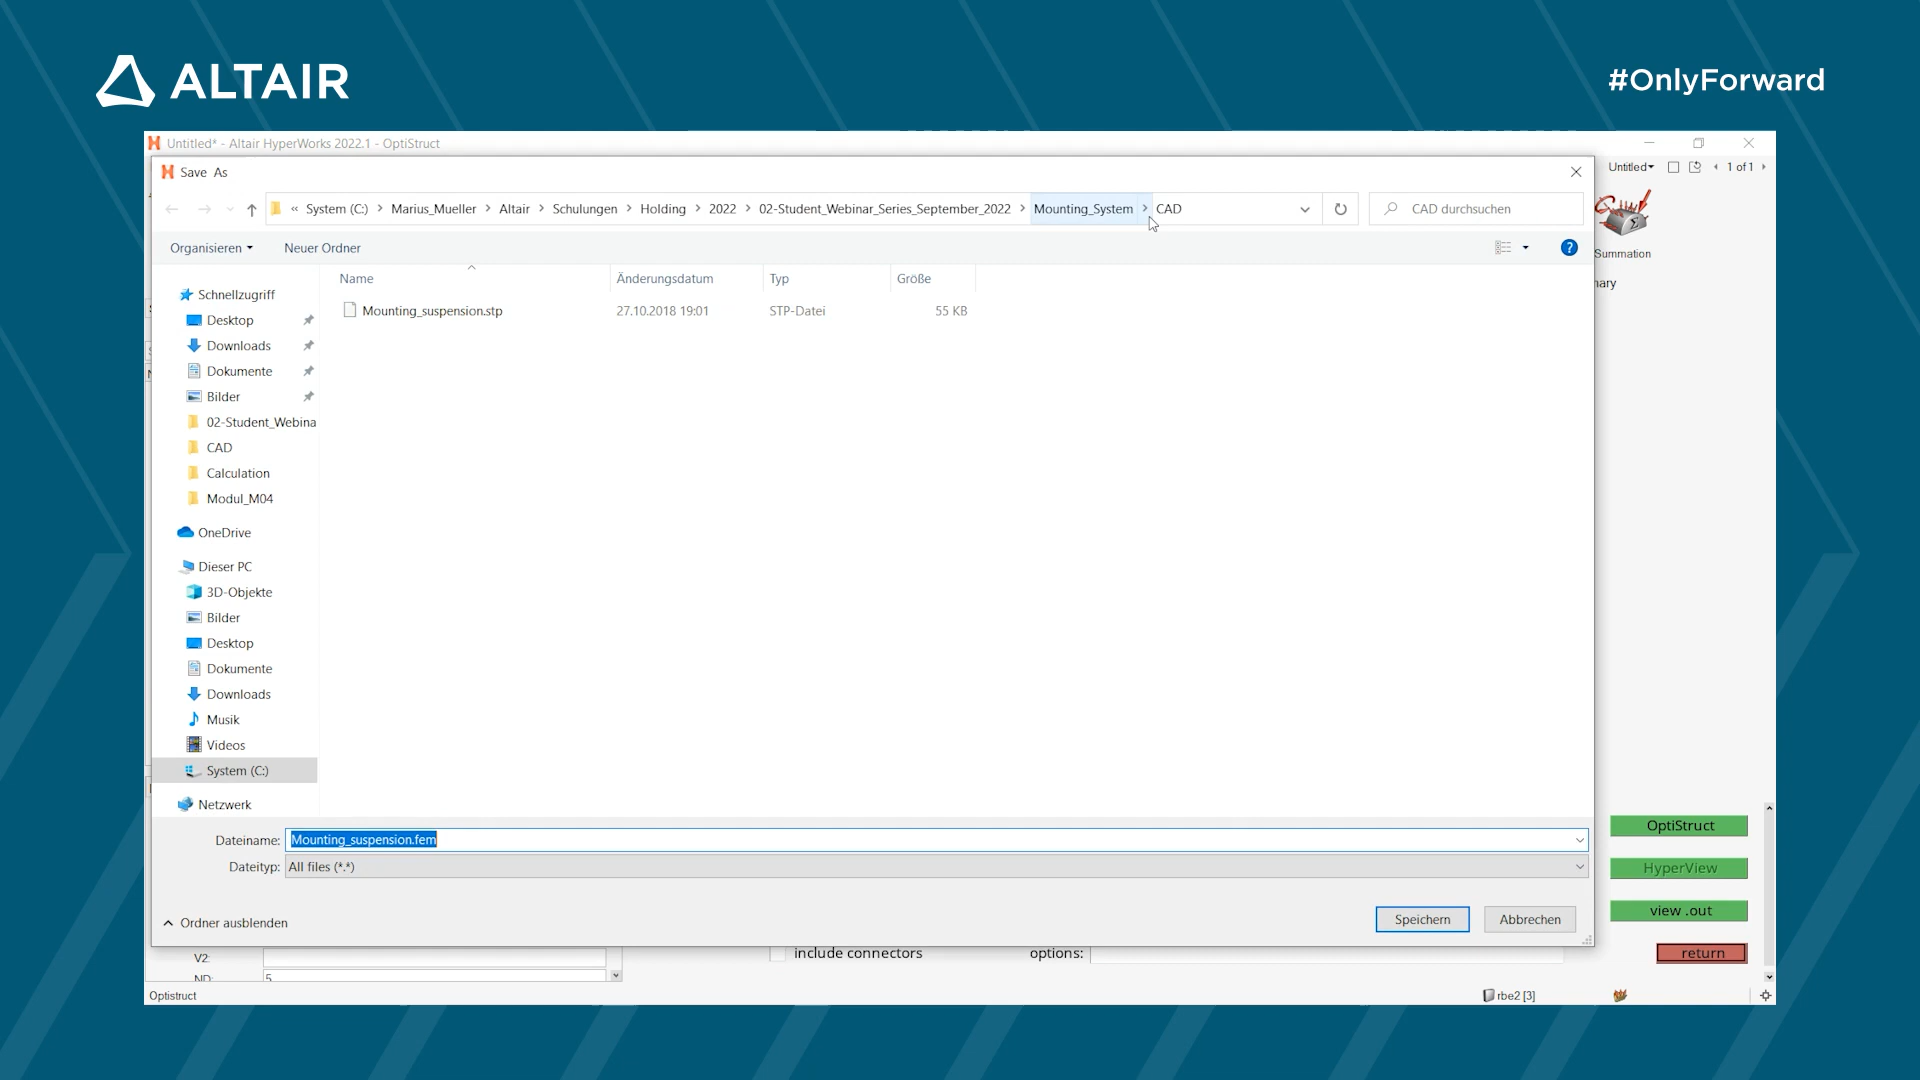 ALTAIR
#OnlyForward
Untitled* - Altair HyperWorks 2022.1 - OptiStruct
Save As
Untitled
1 of 1
« System (C:) > Marius_Mueller > Altair > Schulungen > Holding > 2022 > 02-Student_Webinar_Series_September_2022 > Mounting_System > CAD
CAD durchsuchen
Organisieren
Neuer Ordner
?
Summation
Name
Änderungsdatum
Typ
Größe
Mounting_suspension.stp
27.10.2018 19:01
STP-Datei
55 KB
Schnellzugriff
Desktop
Downloads
Dokumente
Bilder
02-Student_Webina
CAD
Calculation
Modul_M04
OneDrive
Dieser PC
3D-Objekte
Bilder
Desktop
Dokumente
Downloads
Musik
Videos
System (C:)
Netzwerk
Dateiname: Mounting_suspension.fem
Dateityp: All files (*.*)
Ordner ausblenden
Speichern
Abbrechen
OptiStruct
HyperView
view .out
return
V2:
include connectors
options:
ND: 5
Optistruct
rbe2 [3]